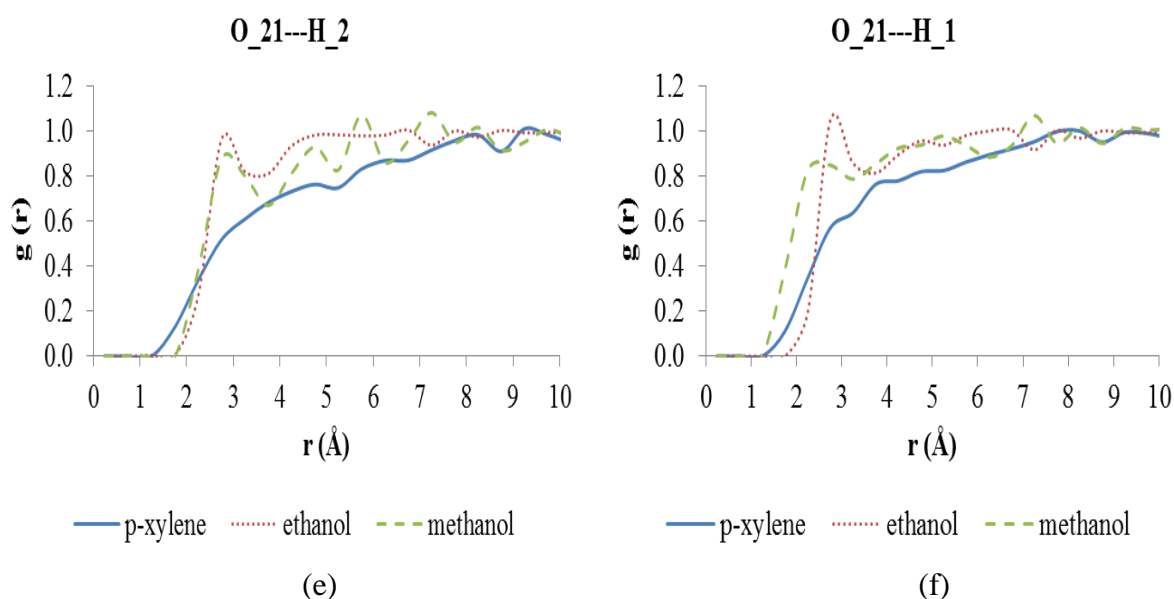 O_21---H_2
1.2
1.0
0.8
0.6
0.4
0.2
0.0
g (r)
0 1 2 3 4 5 6 7 8 9 10
r (Å)
p-xylene ethanol methanol
(e)
O_21---H_1
1.2
1.0
0.8
0.6
0.4
0.2
0.0
g (r)
0 1 2 3 4 5 6 7 8 9 10
r (Å)
p-xylene ethanol methanol
(f)